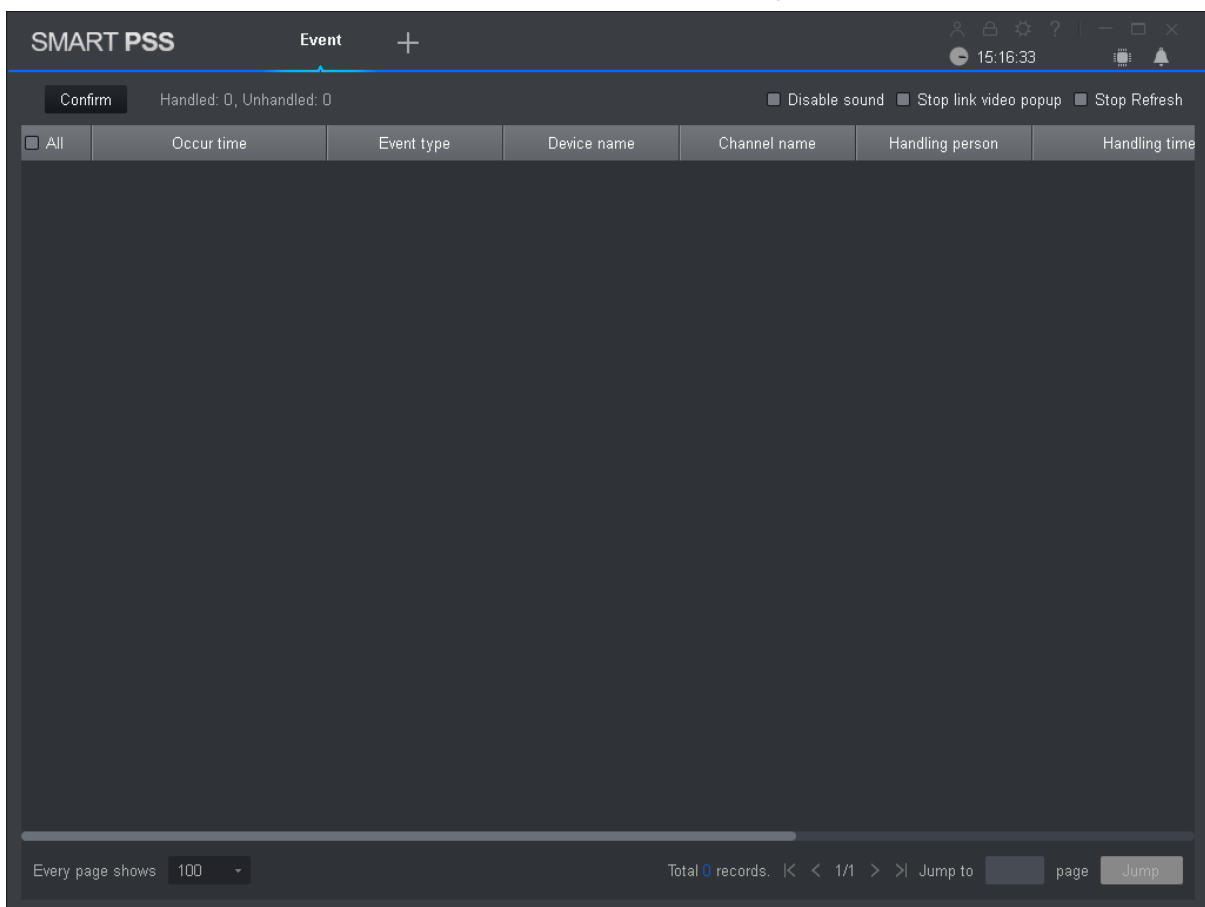 SMART PSS Event + ?
15:16:33
Confirm Handled: 0, Unhandled: 0 Disable sound Stop link video popup Stop Refresh
All Occur time Event type Device name Channel name Handling person Handling time
Every page shows 100 Total 0 records. |< < 1/1 > >| Jump to page Jump